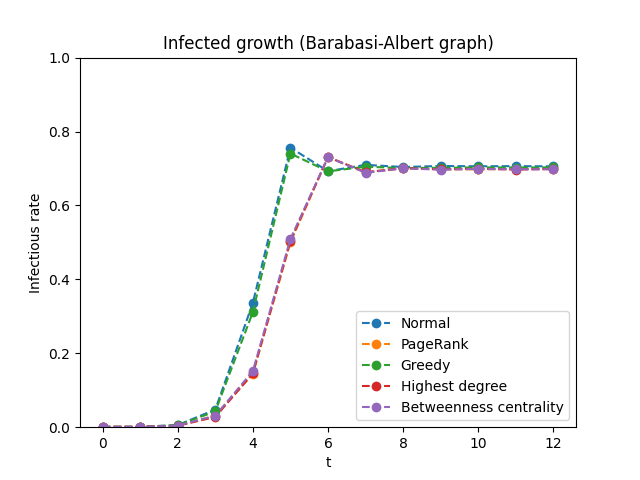 Infected growth (Barabasi-Albert graph)
1.0
0.8
0.6
0.4
0.2
0.0
Infectious rate
0 2 4 6 8 10 12
t
Normal
PageRank
Greedy
Highest degree
Betweenness centrality